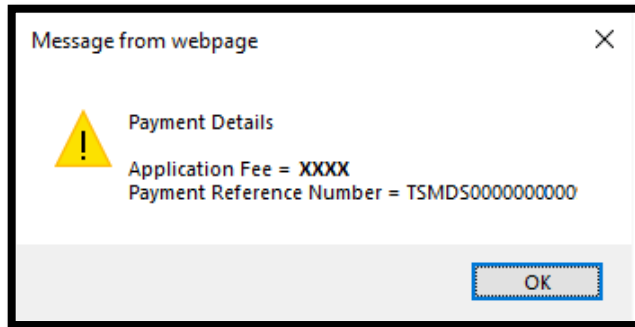 Message from webpage
Payment Details
Application Fee = XXXX
Payment Reference Number = TSMDS0000000000
OK